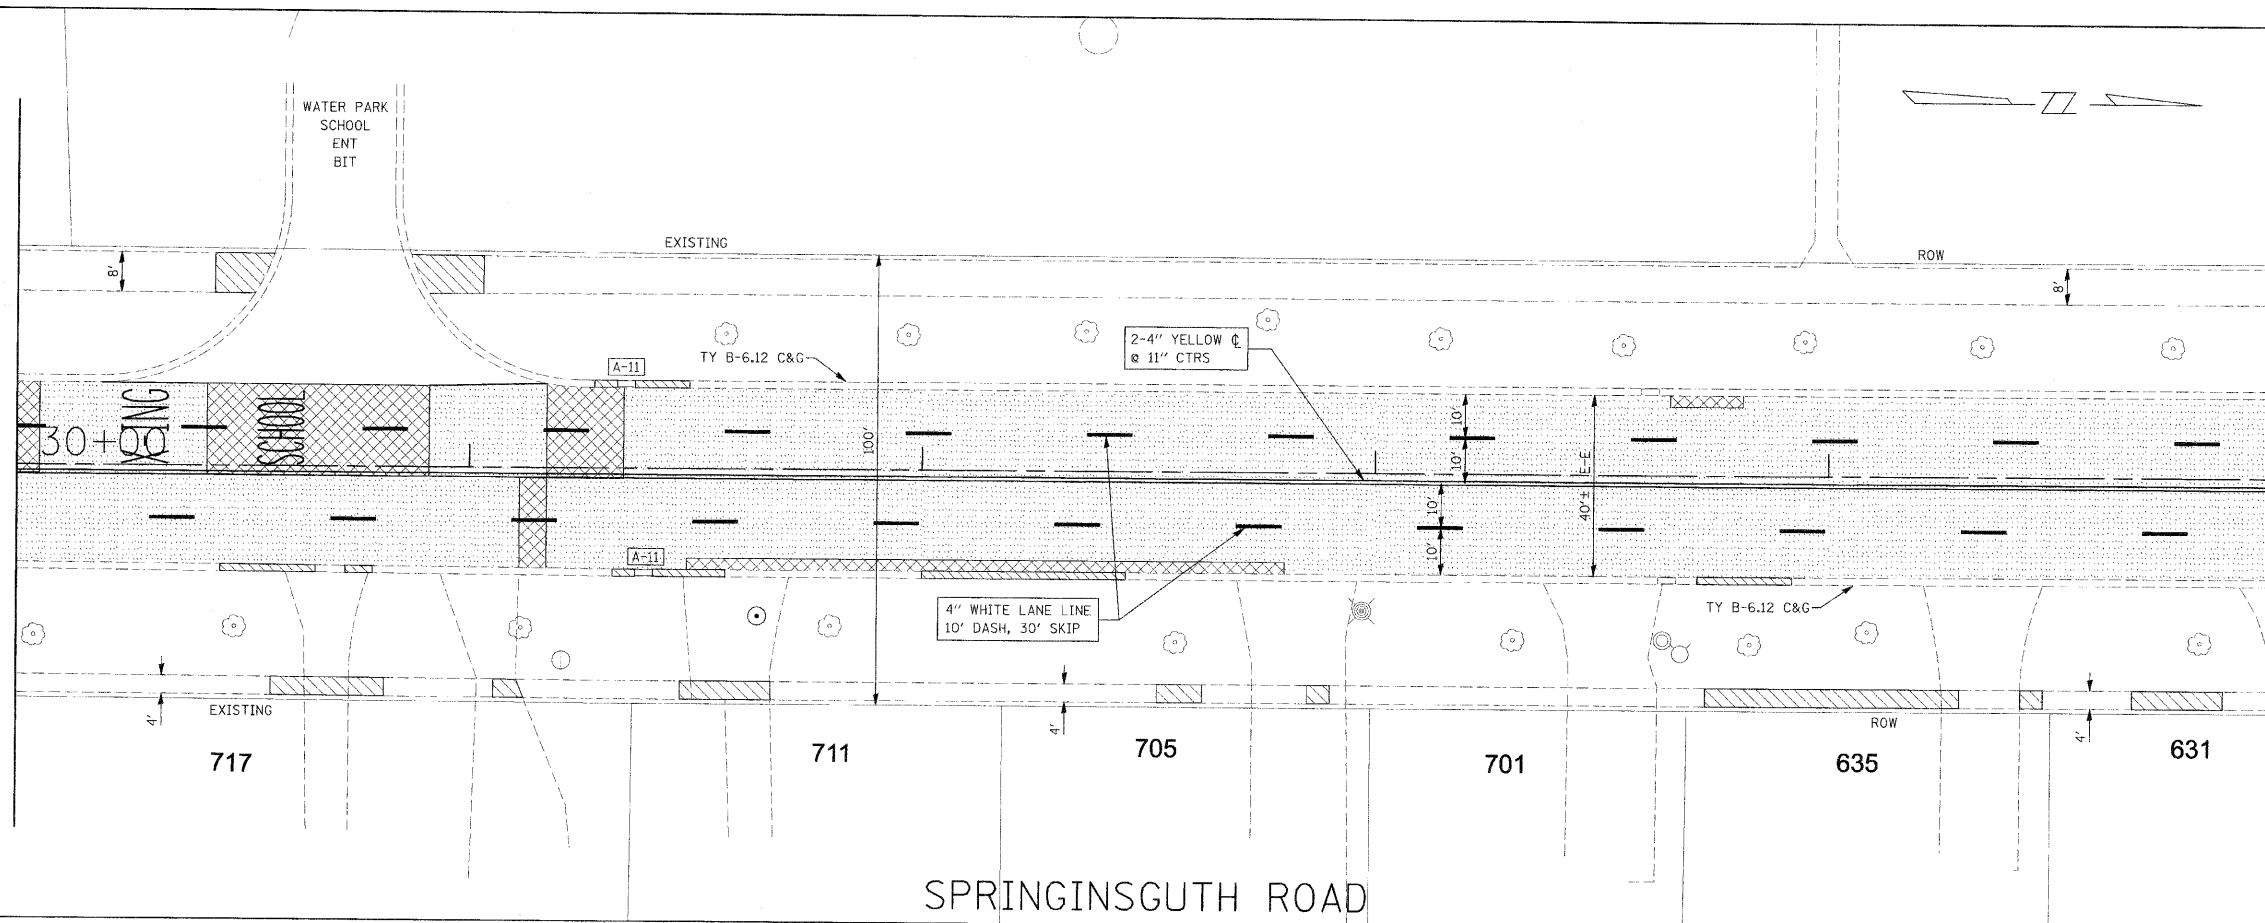 WATER PARK
SCHOOL
ENT
BIT
N
EXISTING
ROW
8'
8'
A-11
TY B-6.12 C&G
2-4" YELLOW ℄
@ 11" CTRS
30+00
XING
SCHOOL
100'
10'
10'
40'± E-E
10'
10'
A-11
4" WHITE LANE LINE
10' DASH, 30' SKIP
TY B-6.12 C&G
4'
EXISTING
4'
ROW
4'
717
711
705
701
635
631
SPRINGINSGUTH ROAD